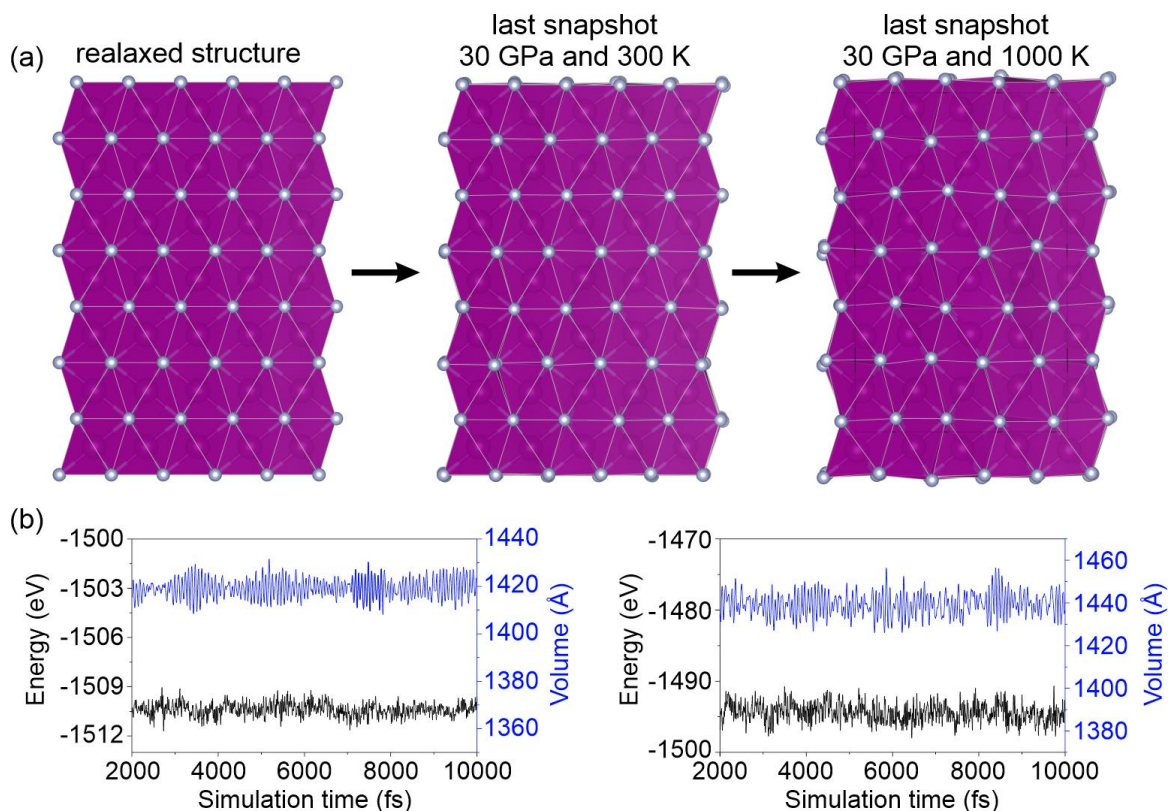 (a)
realaxed structure
last snapshot
30 GPa and 300 K
last snapshot
30 GPa and 1000 K
(b)
Energy (eV)
-1500
-1503
-1506
-1509
-1512
1440
1420
1400
1380
1360
Volume (Å)
2000 4000 6000 8000 10000
Simulation time (fs)
Energy (eV)
-1470
-1480
-1490
-1500
1460
1440
1420
1400
1380
Volume (Å)
2000 4000 6000 8000 10000
Simulation time (fs)